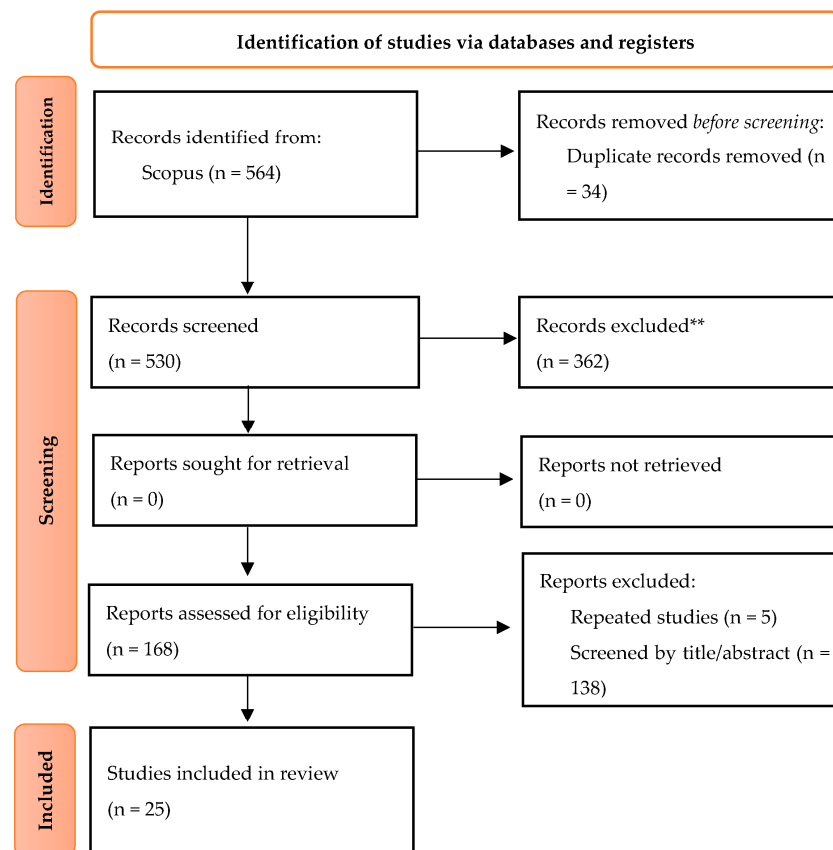 Identification of studies via databases and registers
Identification
Records identified from:
Scopus (n = 564)
Records removed before screening:
Duplicate records removed (n
= 34)
Screening
Records screened
(n = 530)
Records excluded**
(n = 362)
Reports sought for retrieval
(n = 0)
Reports not retrieved
(n = 0)
Reports assessed for eligibility
(n = 168)
Reports excluded:
Repeated studies (n = 5)
Screened by title/abstract (n =
138)
Included
Studies included in review
(n = 25)